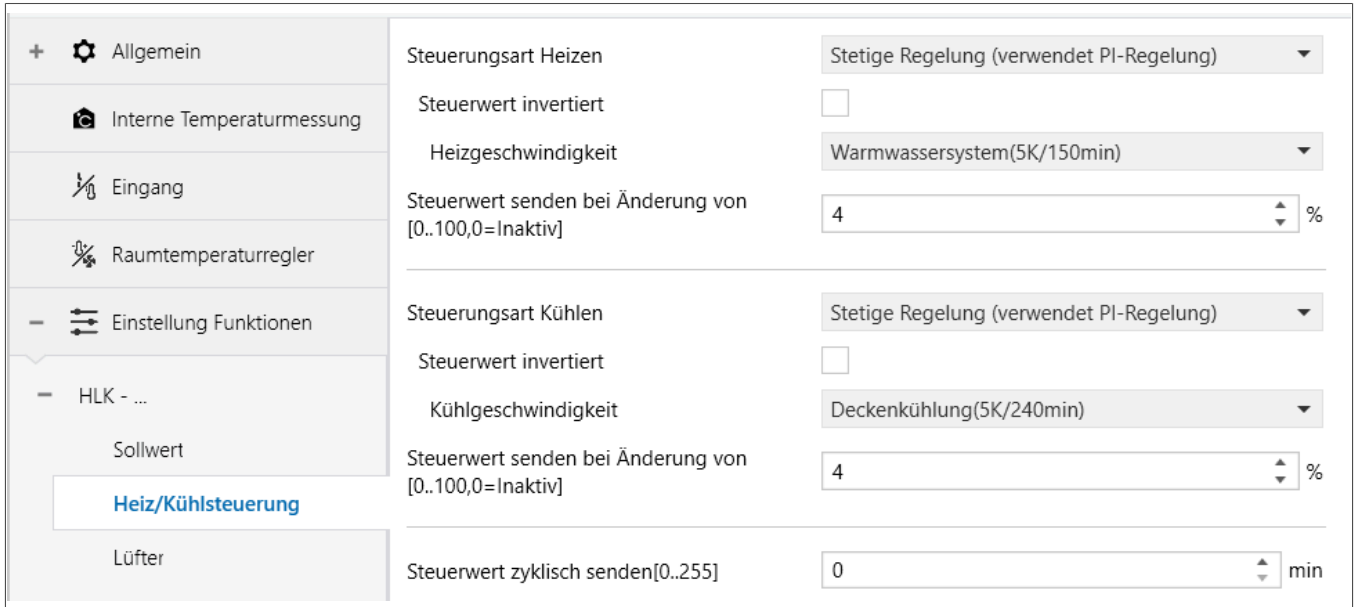 Allgemein
Interne Temperaturmessung
Eingang
Raumtemperaturregler
Einstellung Funktionen
HLK - ...
Sollwert
Heiz/Kühlsteuerung
Lüfter
Steuerungsart Heizen
Stetige Regelung (verwendet PI-Regelung)
Steuerwert invertiert
Heizgeschwindigkeit
Warmwassersystem(5K/150min)
Steuerwert senden bei Änderung von
[0..100,0=Inaktiv]
4
%
Steuerungsart Kühlen
Stetige Regelung (verwendet PI-Regelung)
Steuerwert invertiert
Kühlgeschwindigkeit
Deckenkühlung(5K/240min)
Steuerwert senden bei Änderung von
[0..100,0=Inaktiv]
4
%
Steuerwert zyklisch senden[0..255]
0
min